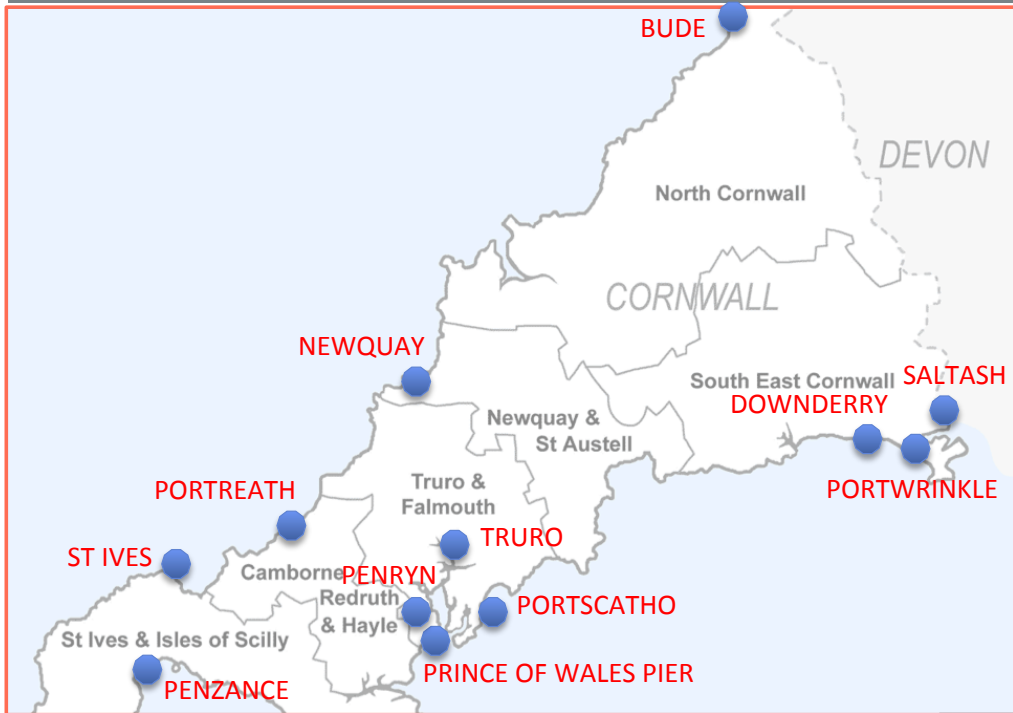 BUDE
DEVON
North Cornwall
CORNWALL
NEWQUAY
South East Cornwall
SALTASH
DOWNDERRY
Newquay &
St Austell
PORTWRINKLE
Truro &
Falmouth
PORTREATH
TRURO
ST IVES
Camborne
PENRYN
Redruth
& Hayle
PORTSCATHO
St Ives & Isles of Scilly
PRINCE OF WALES PIER
PENZANCE